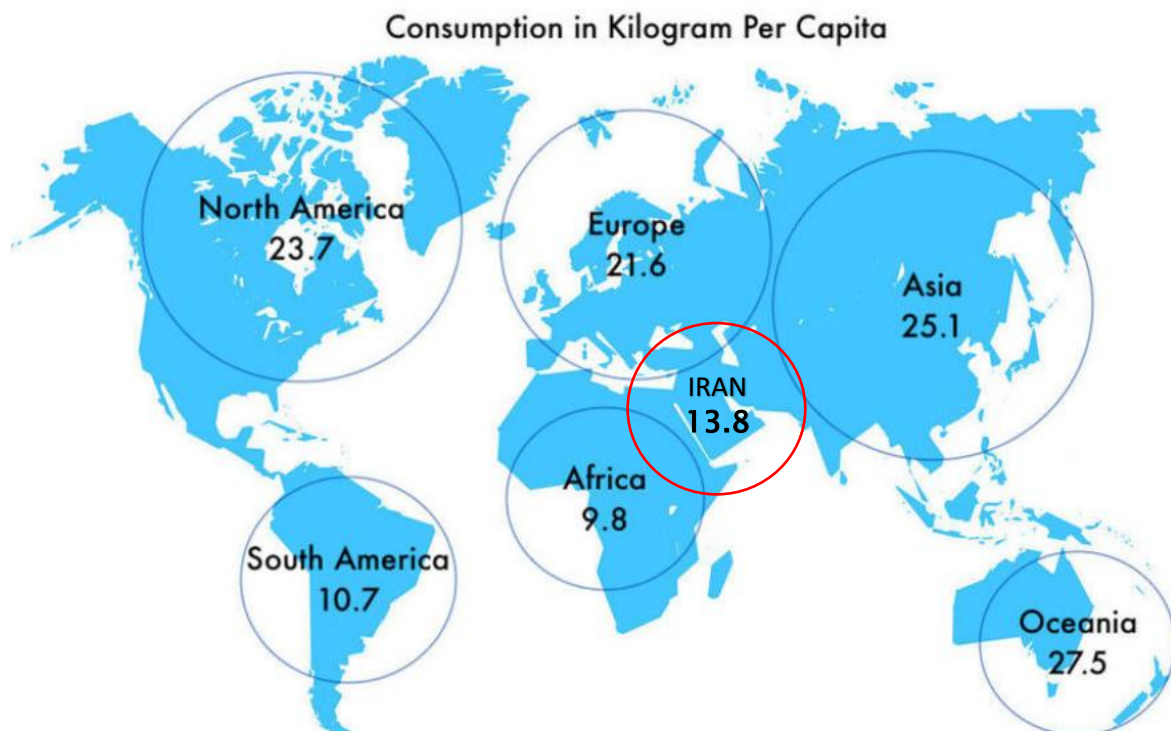 Consumption in Kilogram Per Capita
North America
23.7
Europe
21.6
Asia
25.1
IRAN
13.8
Africa
9.8
South America
10.7
Oceania
27.5